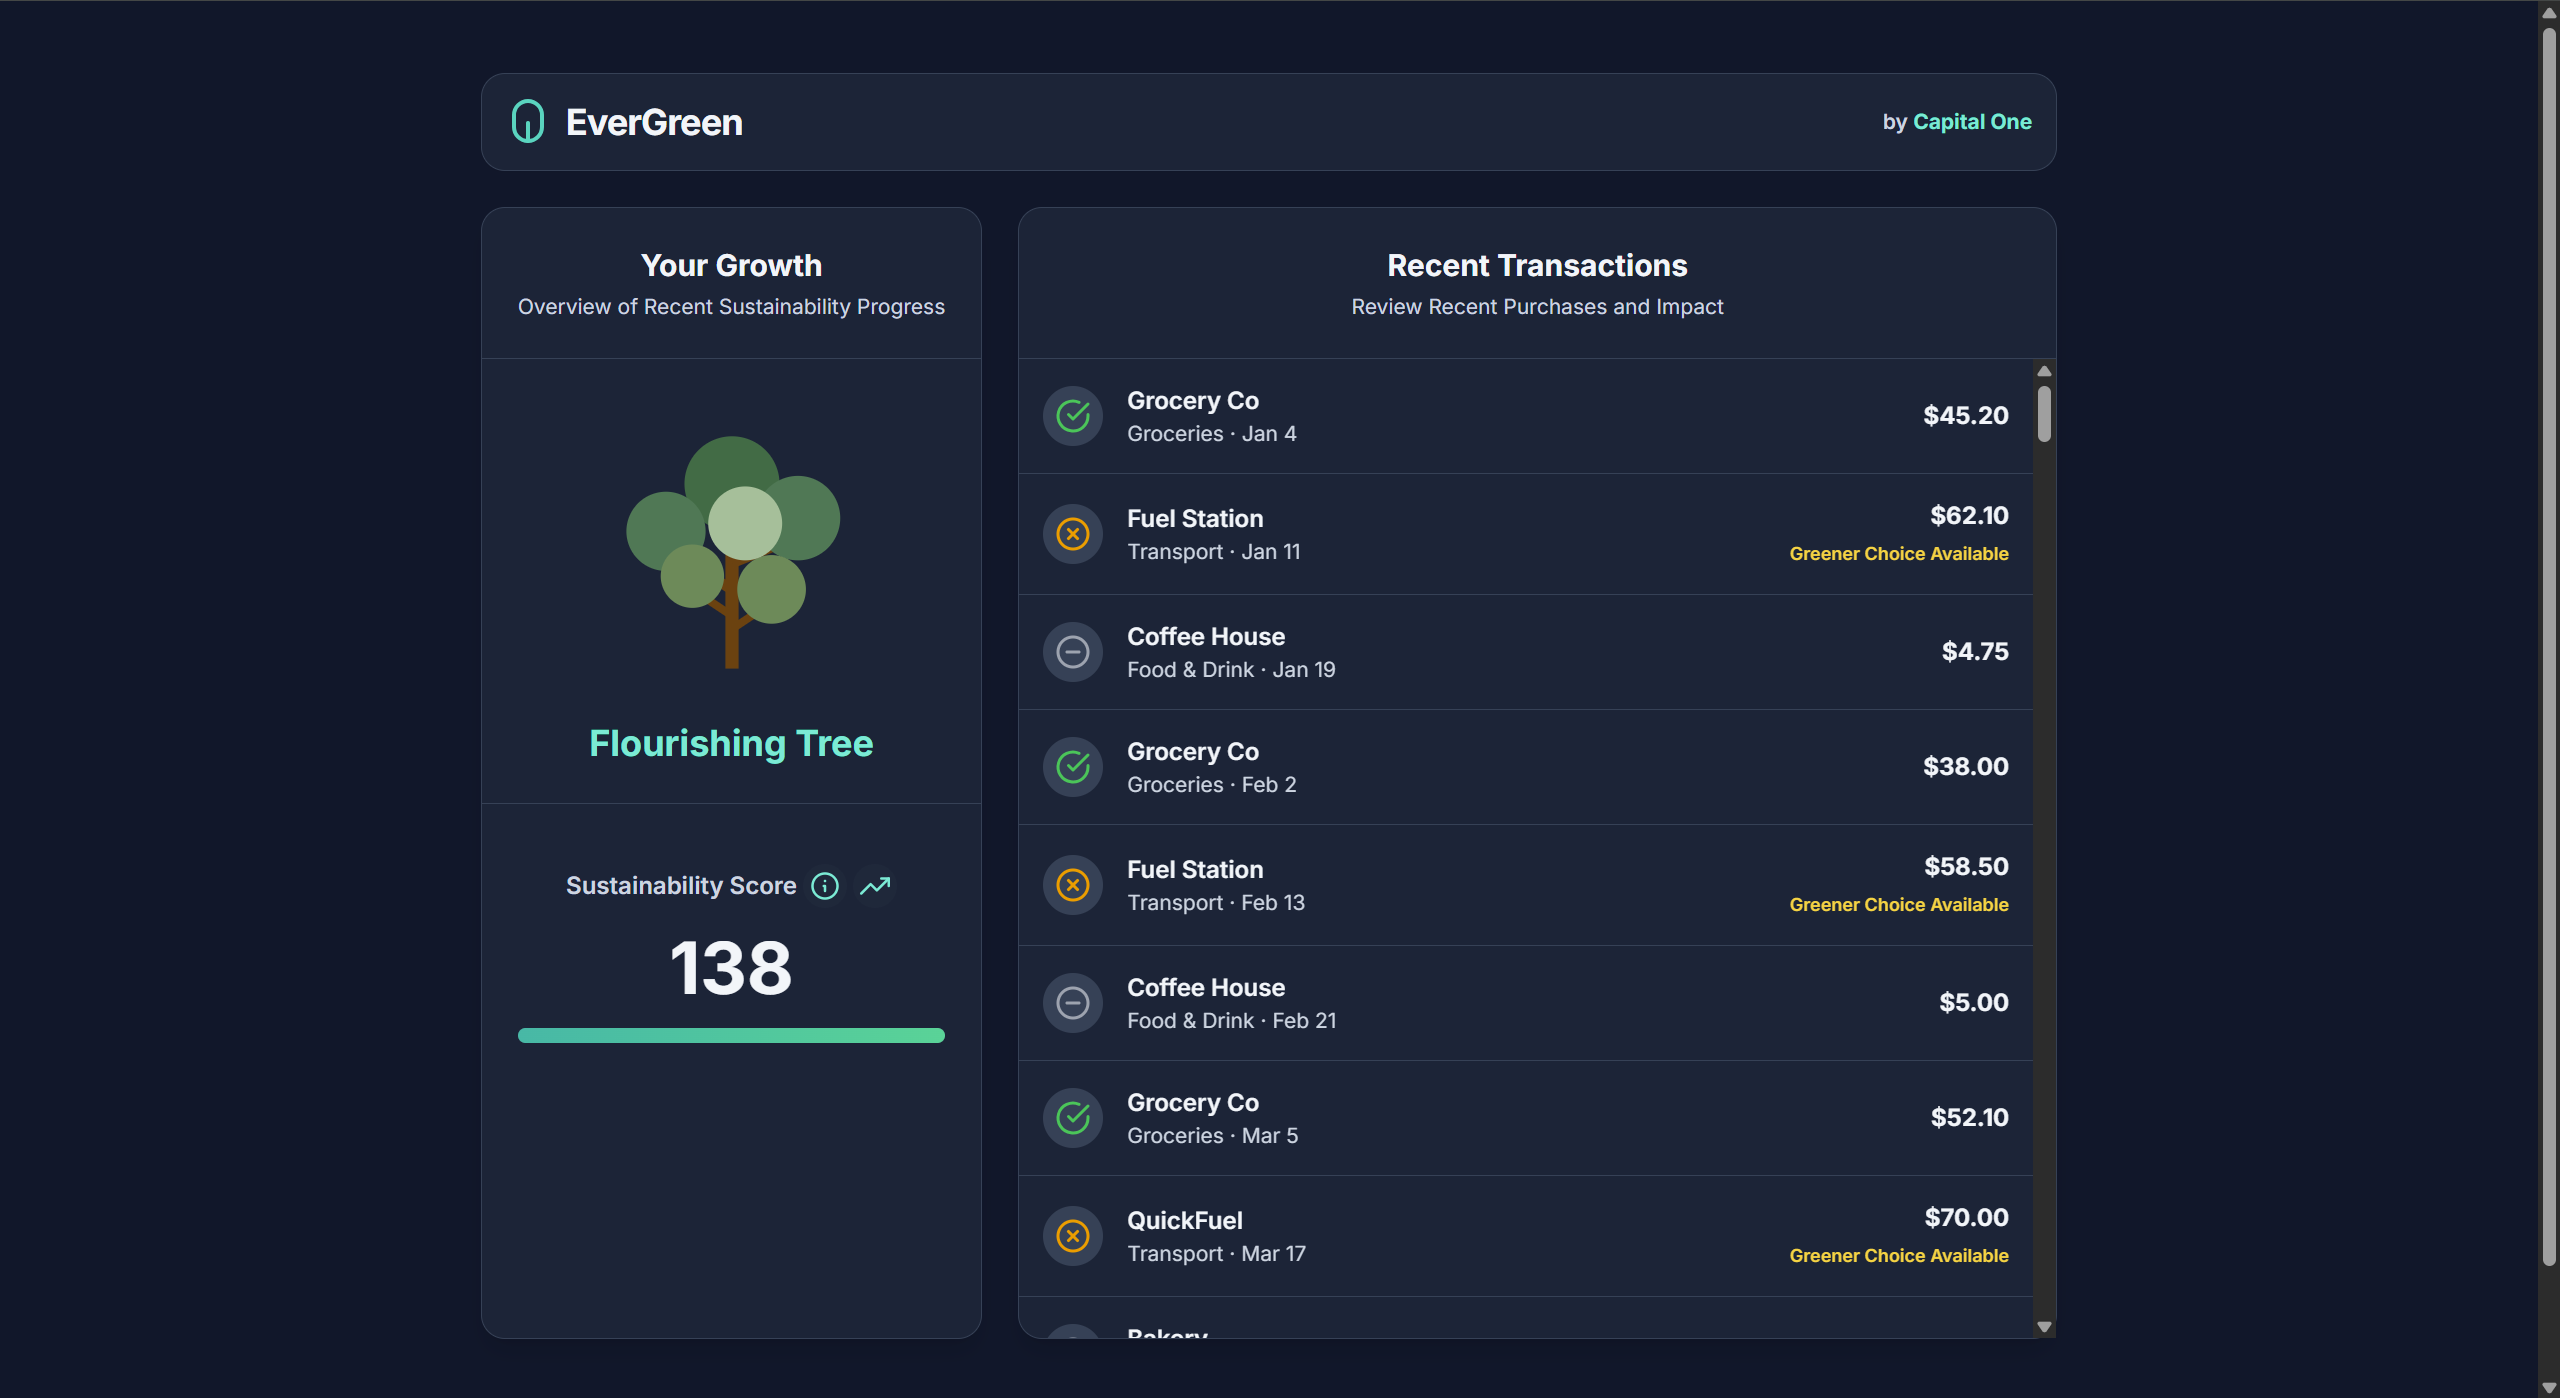 EverGreen
by Capital One
Your Growth
Overview of Recent Sustainability Progress
Flourishing Tree
Sustainability Score
138
Recent Transactions
Review Recent Purchases and Impact
Grocery Co
Groceries · Jan 4
$45.20
Fuel Station
Transport · Jan 11
$62.10
Greener Choice Available
Coffee House
Food & Drink · Jan 19
$4.75
Grocery Co
Groceries · Feb 2
$38.00
Fuel Station
Transport · Feb 13
$58.50
Greener Choice Available
Coffee House
Food & Drink · Feb 21
$5.00
Grocery Co
Groceries · Mar 5
$52.10
QuickFuel
Transport · Mar 17
$70.00
Greener Choice Available
Bakery